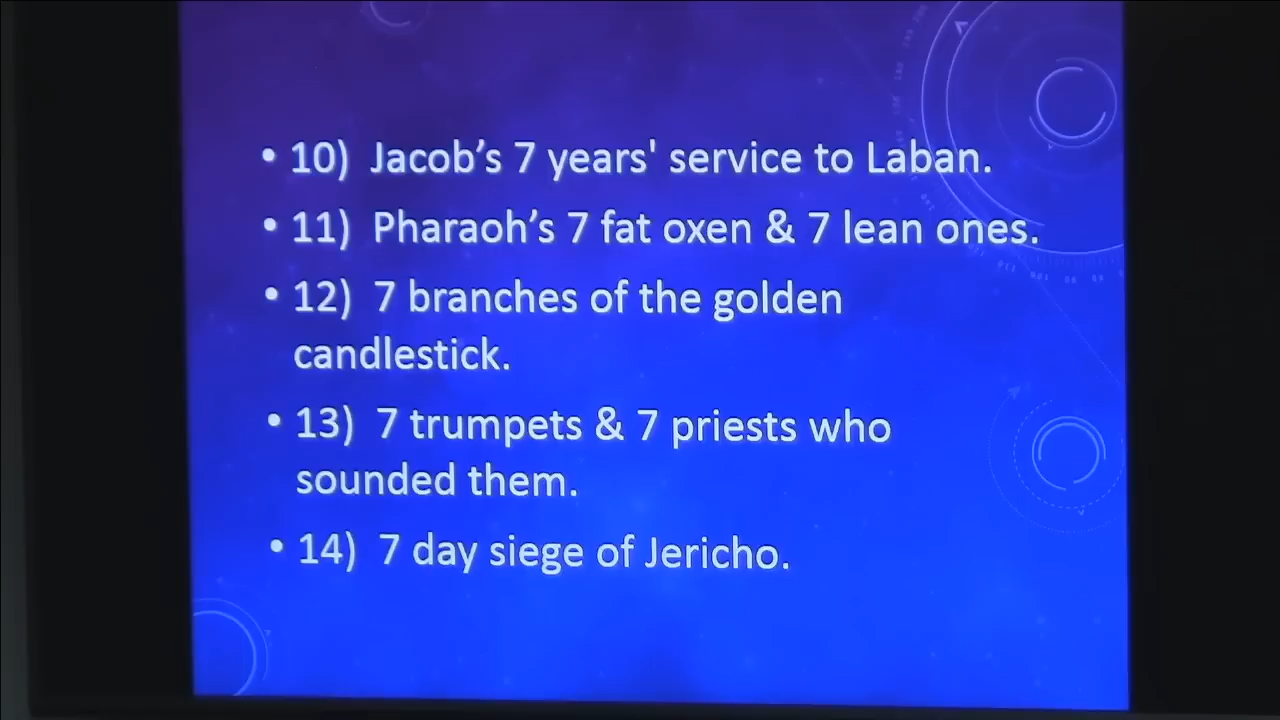 • 10)  Jacob’s 7 years' service to Laban.
• 11)  Pharaoh’s 7 fat oxen & 7 lean ones.
• 12)  7 branches of the golden
candlestick.
• 13)  7 trumpets & 7 priests who
sounded them.
• 14)  7 day siege of Jericho.